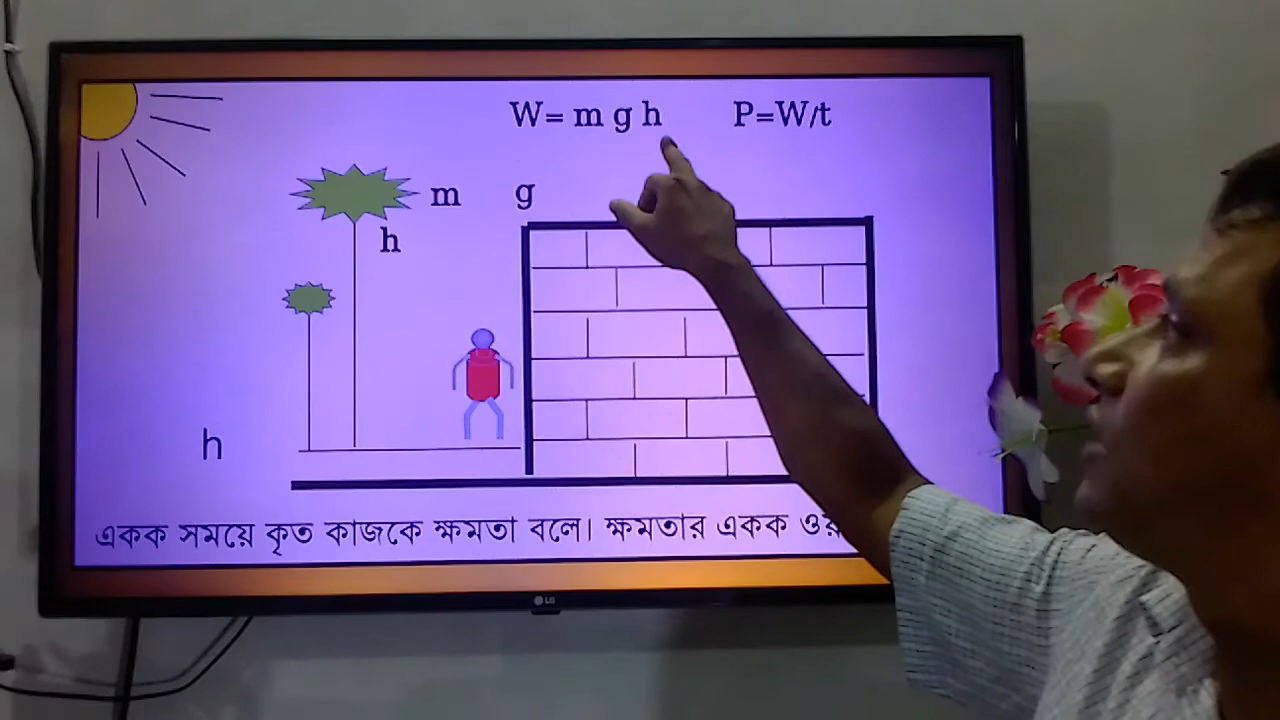 W= m g h P=W/t
m g
h
h
একক সময়ে কৃত কাজকে ক্ষমতা বলে। ক্ষমতার একক
LG